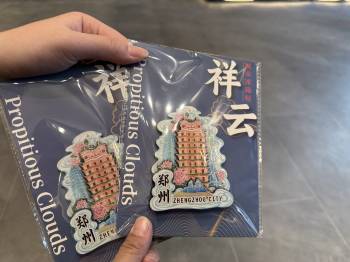 祥
Propitious Clouds
郑州
祥云
Propitious Clouds
郑州
ZHENGZHOU CITY